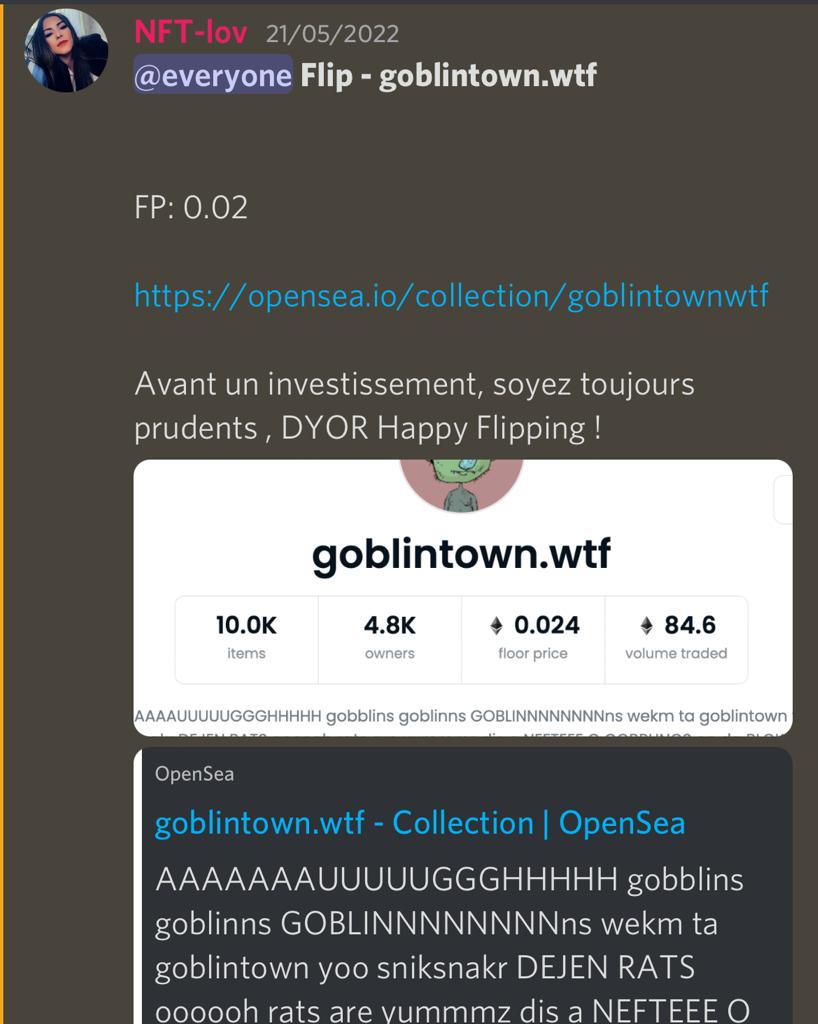 NFT-lov 21/05/2022
@everyone Flip - goblintown.wtf
FP: 0.02
https://opensea.io/collection/goblintownwtf
Avant un investissement, soyez toujours
prudents , DYOR Happy Flipping !
goblintown.wtf
10.0K 4.8K 0.024 84.6
items owners floor price volume traded
AAAAUUUUUGGGHHHHH gobblins goblinns GOBLINNNNNNNNns wekm ta goblintown
OpenSea
goblintown.wtf - Collection | OpenSea
AAAAAAAUUUUUGGGHHHHH gobblins
goblinns GOBLINNNNNNNNns wekm ta
goblintown yoo sniksnakr DEJEN RATS
oooooh rats are yummmz dis a NEFTEEE O